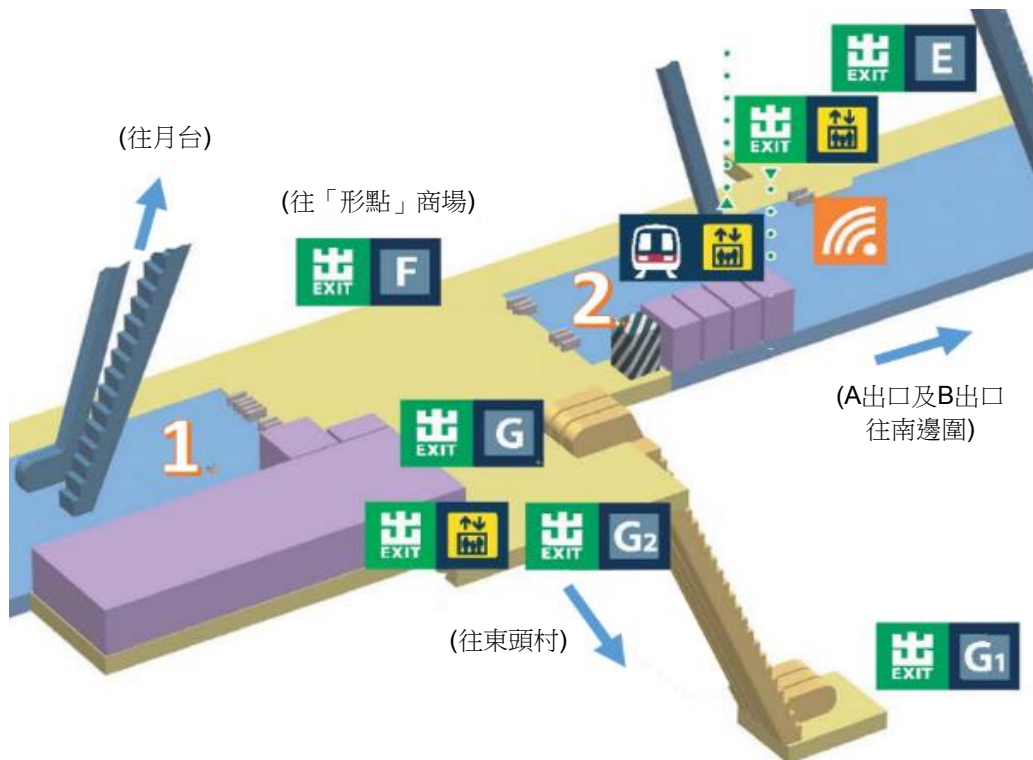 出
EXIT
E
出
EXIT
(往月台)
(往「形點」商場)
出
EXIT
F
2
(A出口及B出口
往南邊圍)
1
出
EXIT
G
出
EXIT
出
EXIT
G2
(往東頭村)
出
EXIT
G1